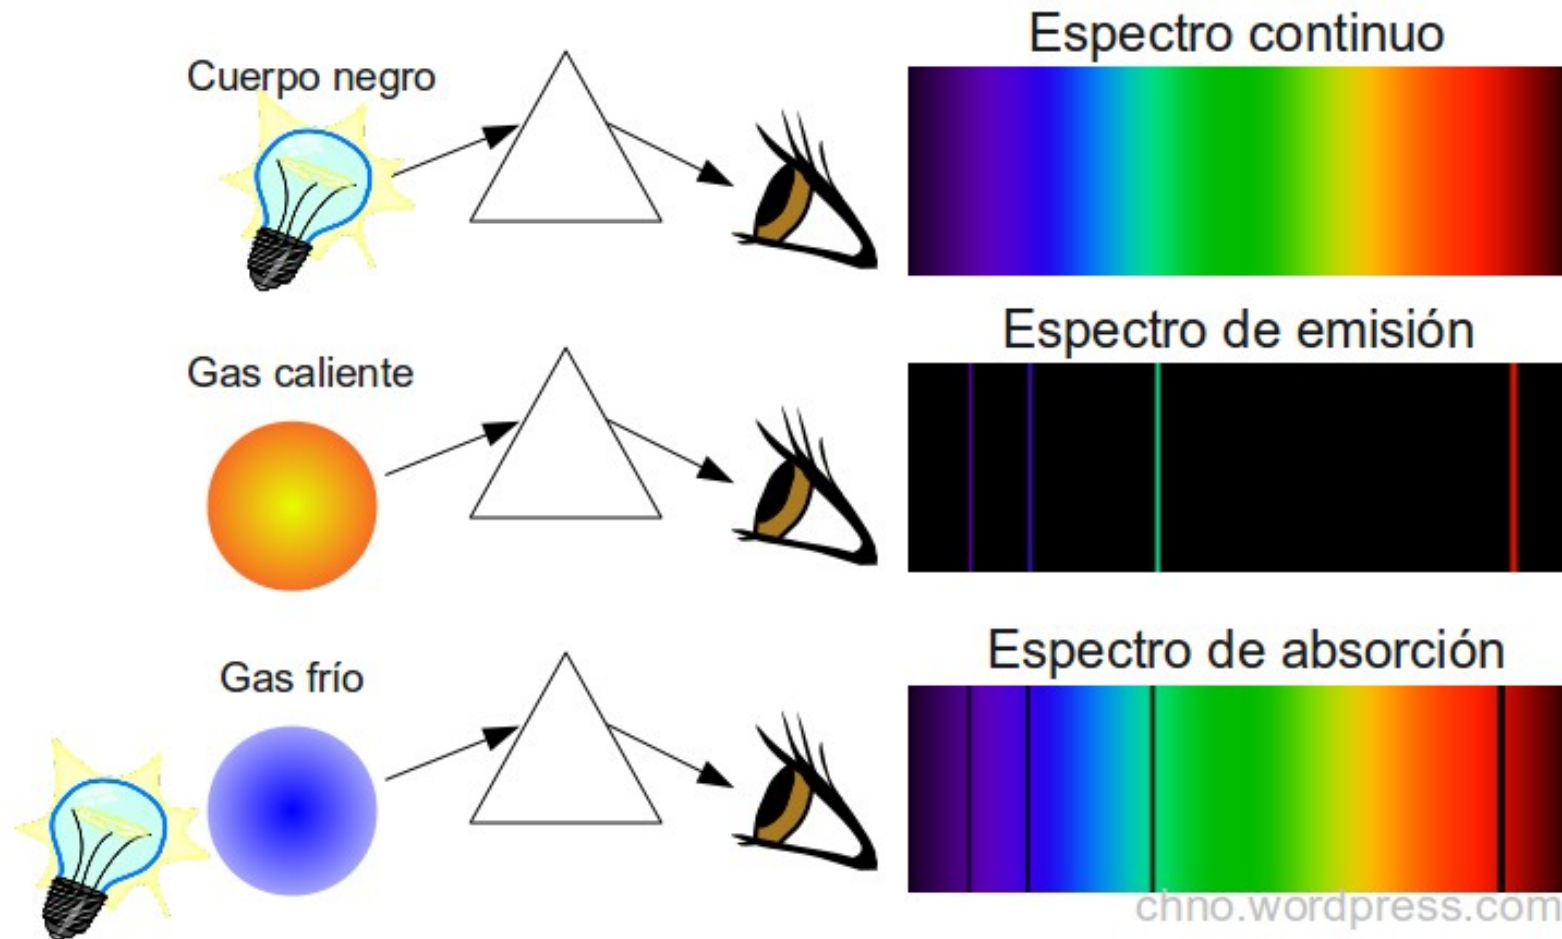 Espectro continuo
Cuerpo negro
Espectro de emisión
Gas caliente
Espectro de absorción
Gas frío
chno.wordpress.com